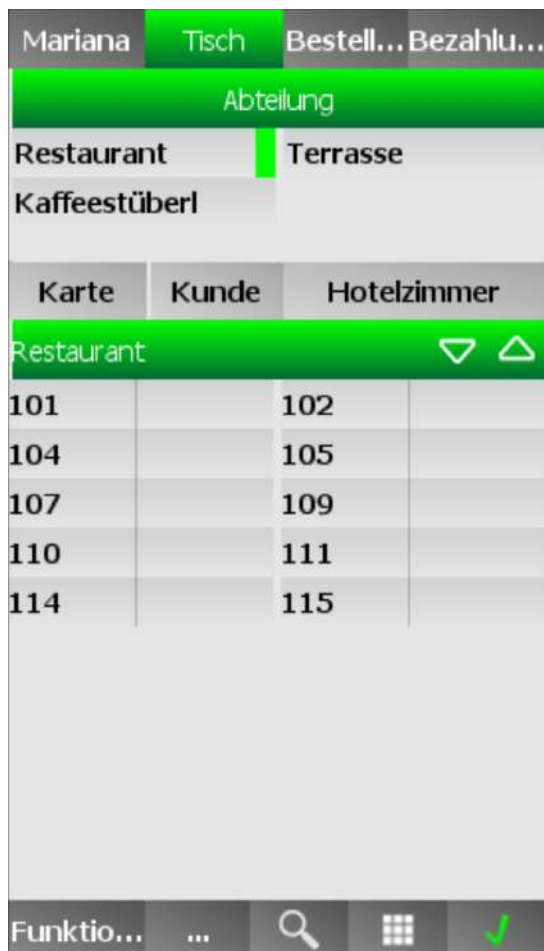 Mariana Tisch Bestell... Bezahlu...
Abteilung
Restaurant Terrasse
Kaffeestüberl
Karte Kunde Hotelzimmer
Restaurant
101 102
104 105
107 109
110 111
114 115
Funktio... ...